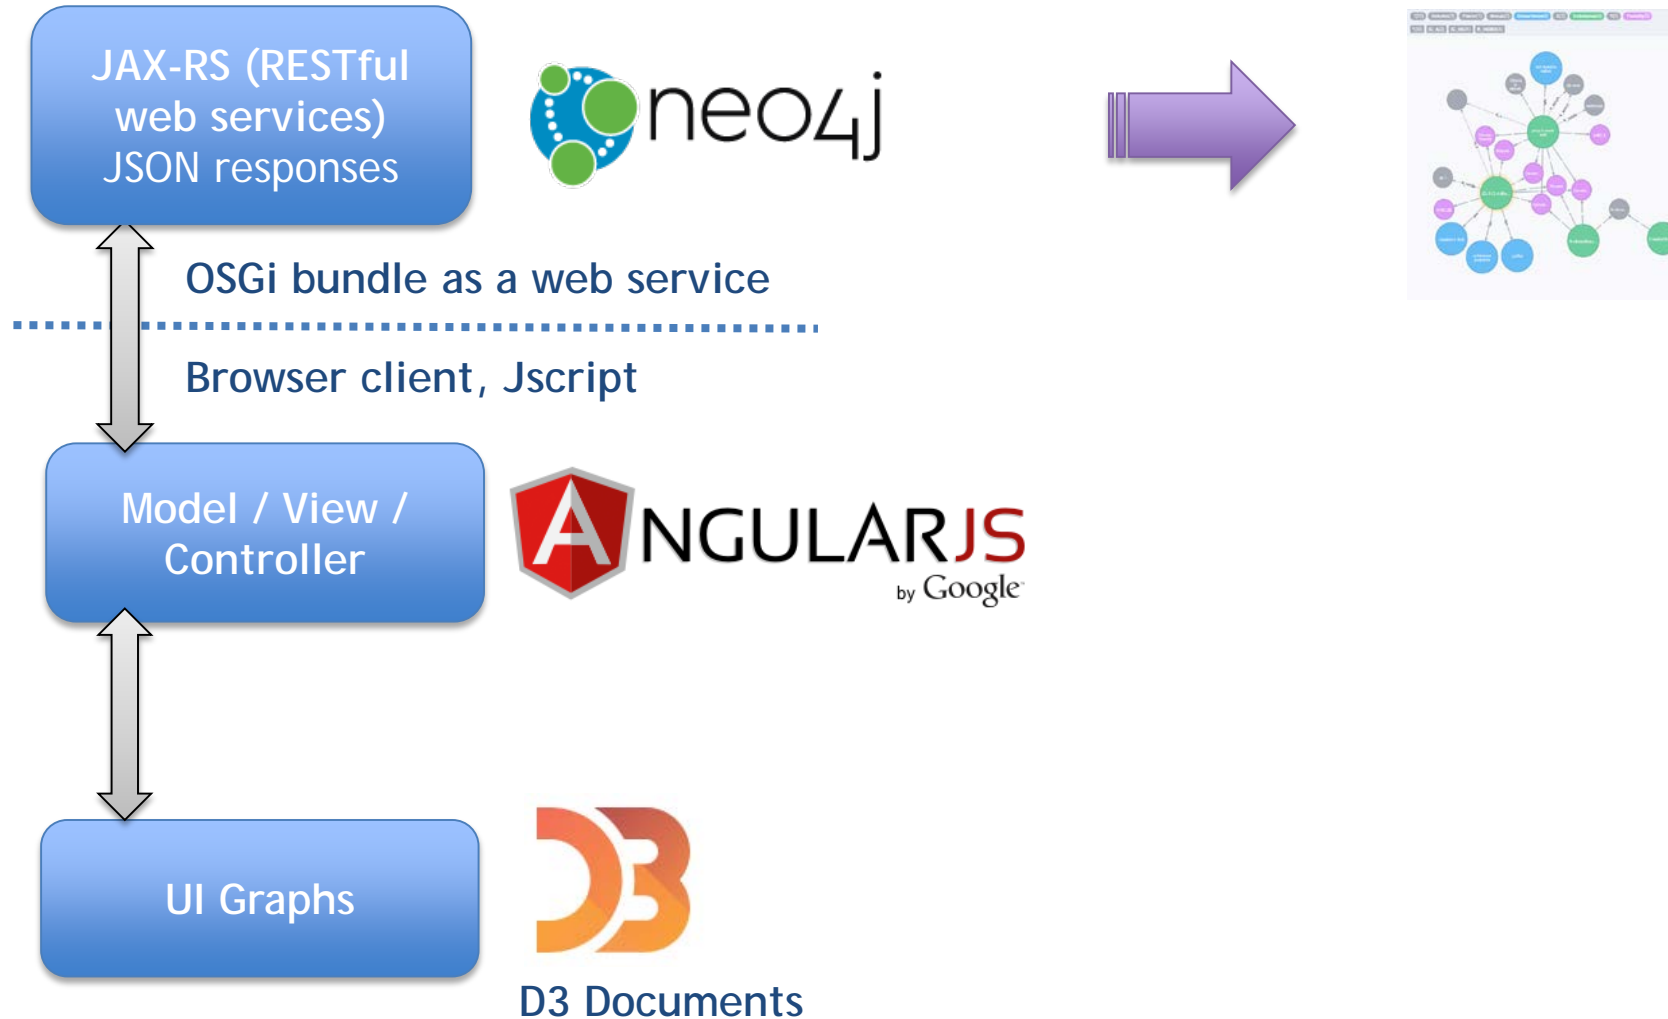 JAX-RS (RESTful
web services)
JSON responses
neo4j
OSGi bundle as a web service
Browser client, Jscript
Model / View /
Controller
ANGULARJS
by Google
UI Graphs
D3
D3 Documents